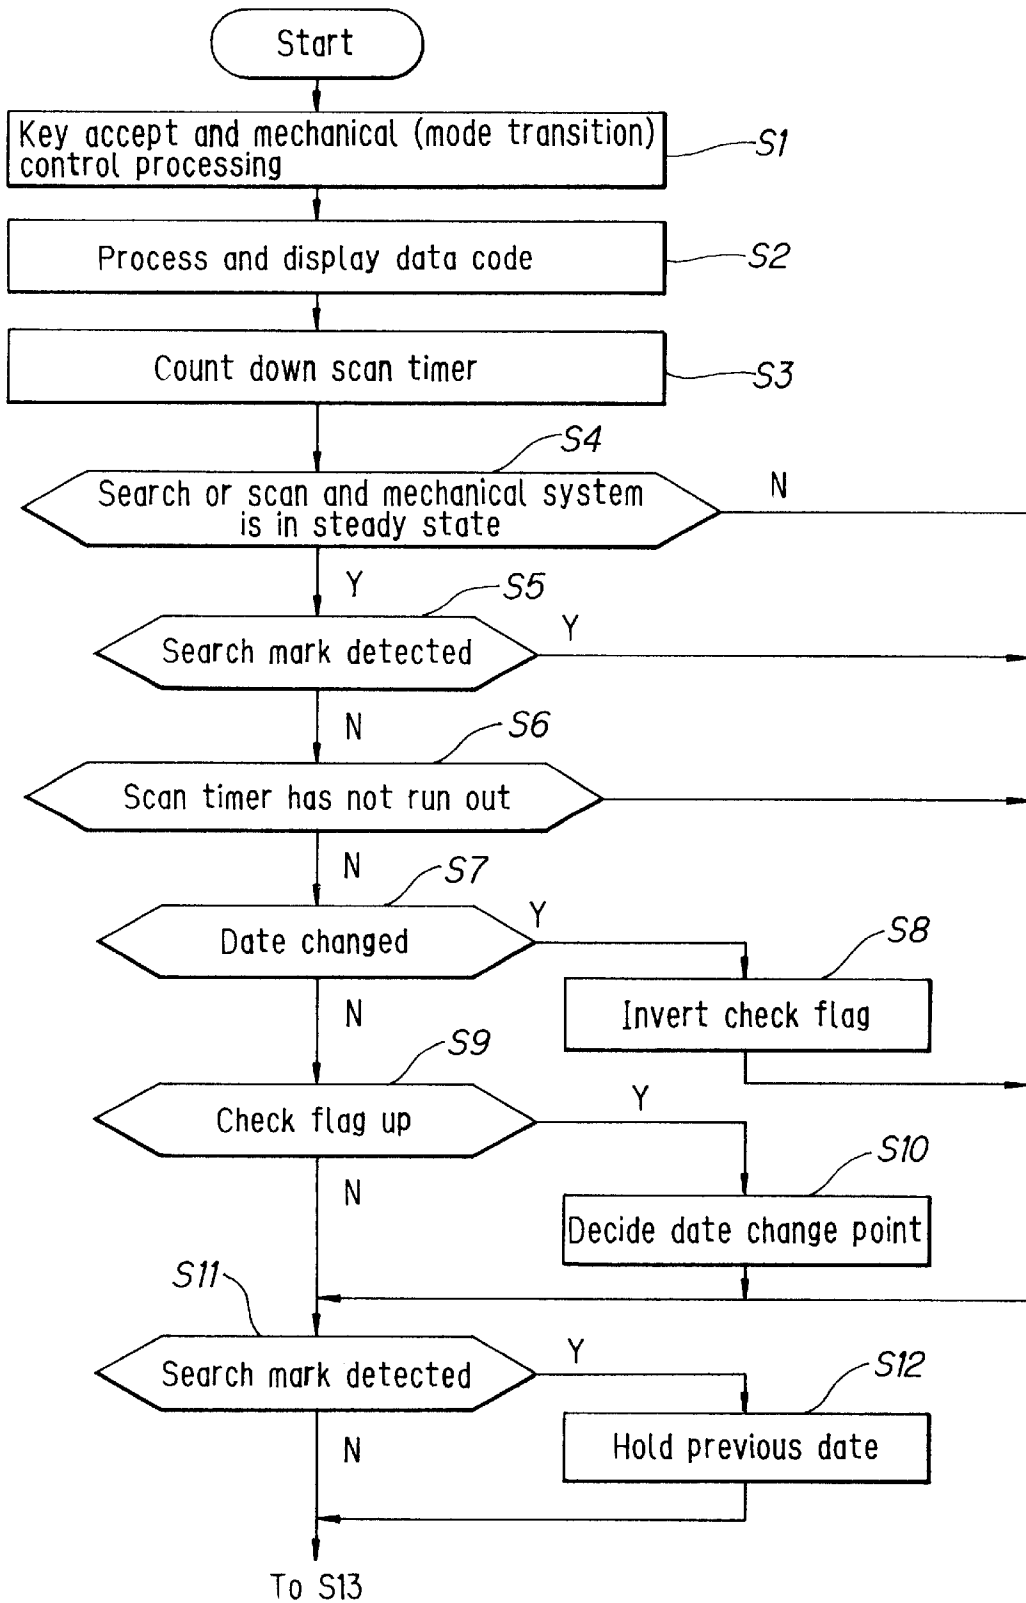 Start
Key accept and mechanical (mode transition)
control processing
S1
Process and display data code
S2
Count down scan timer
S3
S4
Search or scan and mechanical system
is in steady state
N
Y
S5
Search mark detected
Y
N
S6
Scan timer has not run out
N
S7
Date changed
Y
S8
Invert check flag
N
S9
Check flag up
Y
S10
Decide date change point
N
S11
Search mark detected
Y
S12
Hold previous date
N
To S13